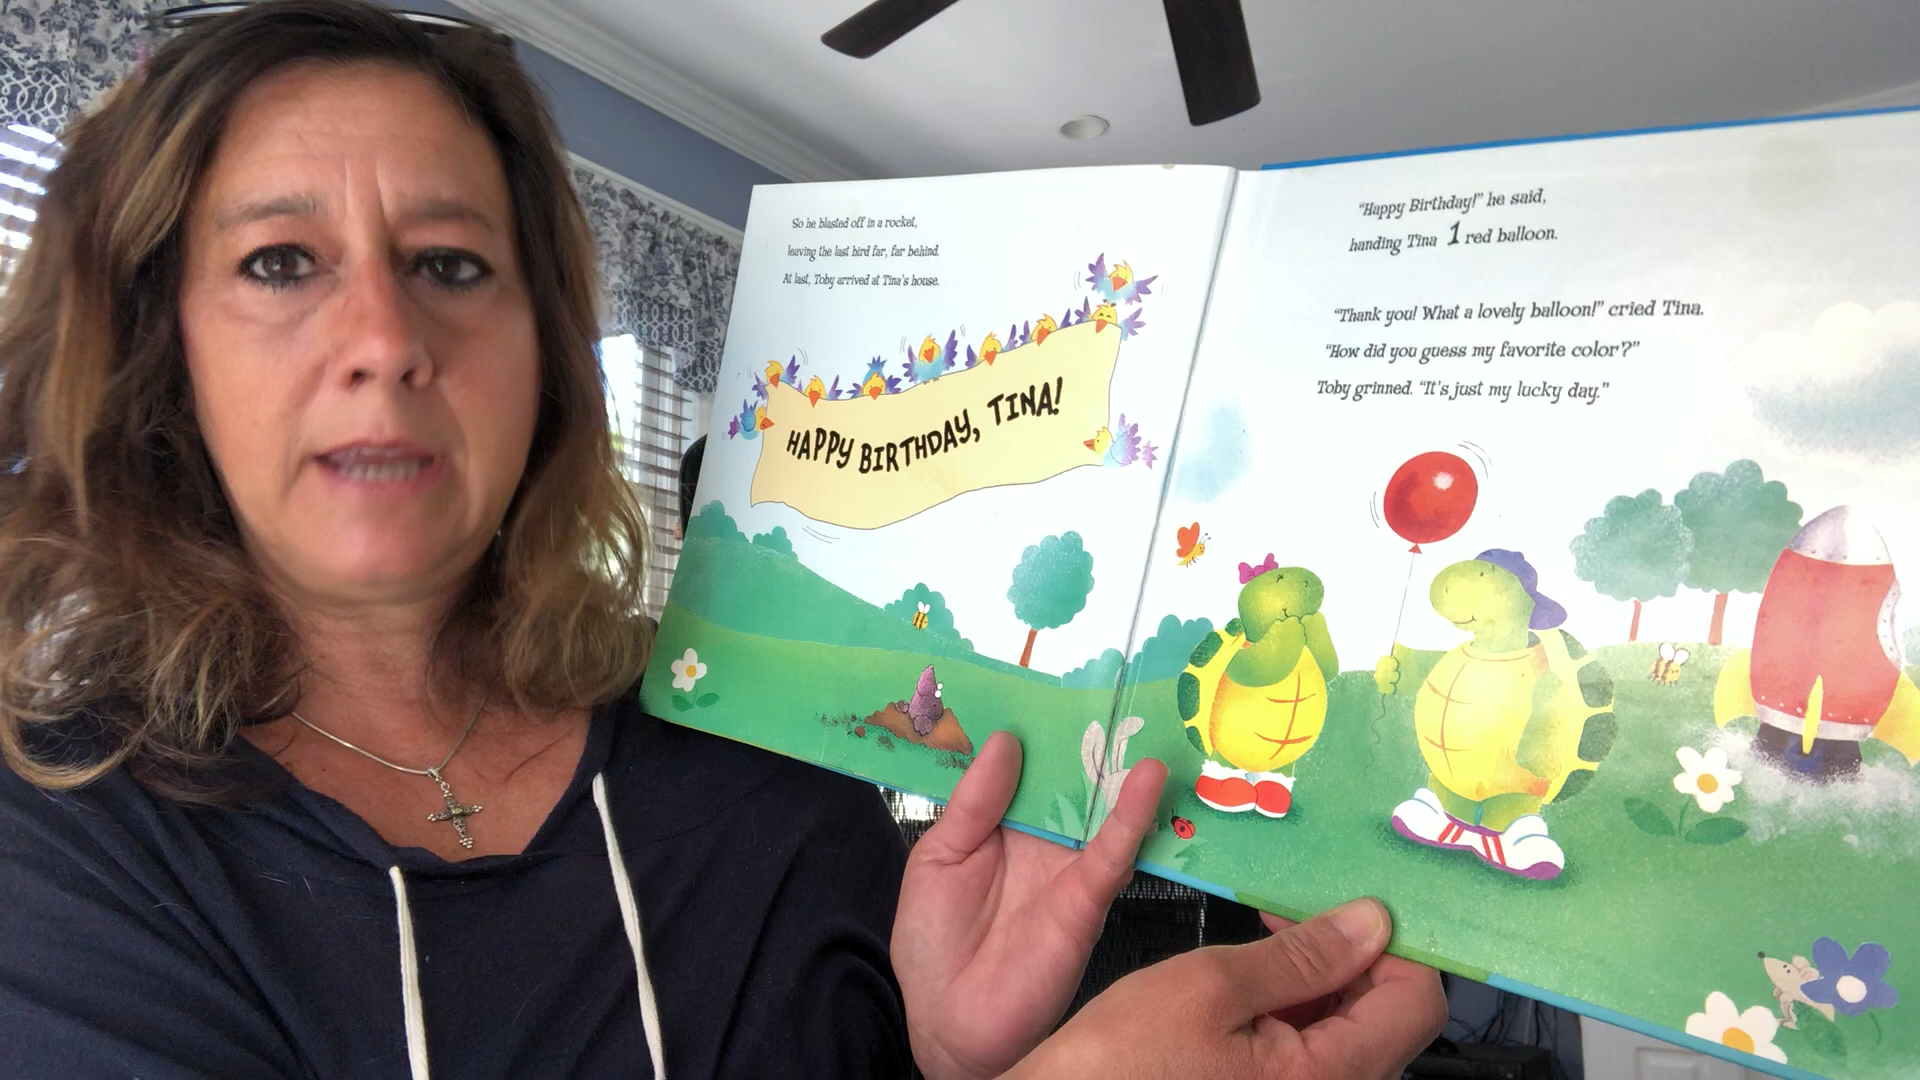 So he blasted off in a rocket,
leaving the last bird far, far behind.
At last, Toby arrived at Tina's house.
HAPPY BIRTHDAY, TINA!
"Happy Birthday!" he said,
handing Tina 1 red balloon.
"Thank you! What a lovely balloon!" cried Tina.
"How did you guess my favorite color?"
Toby grinned. "It's just my lucky day."